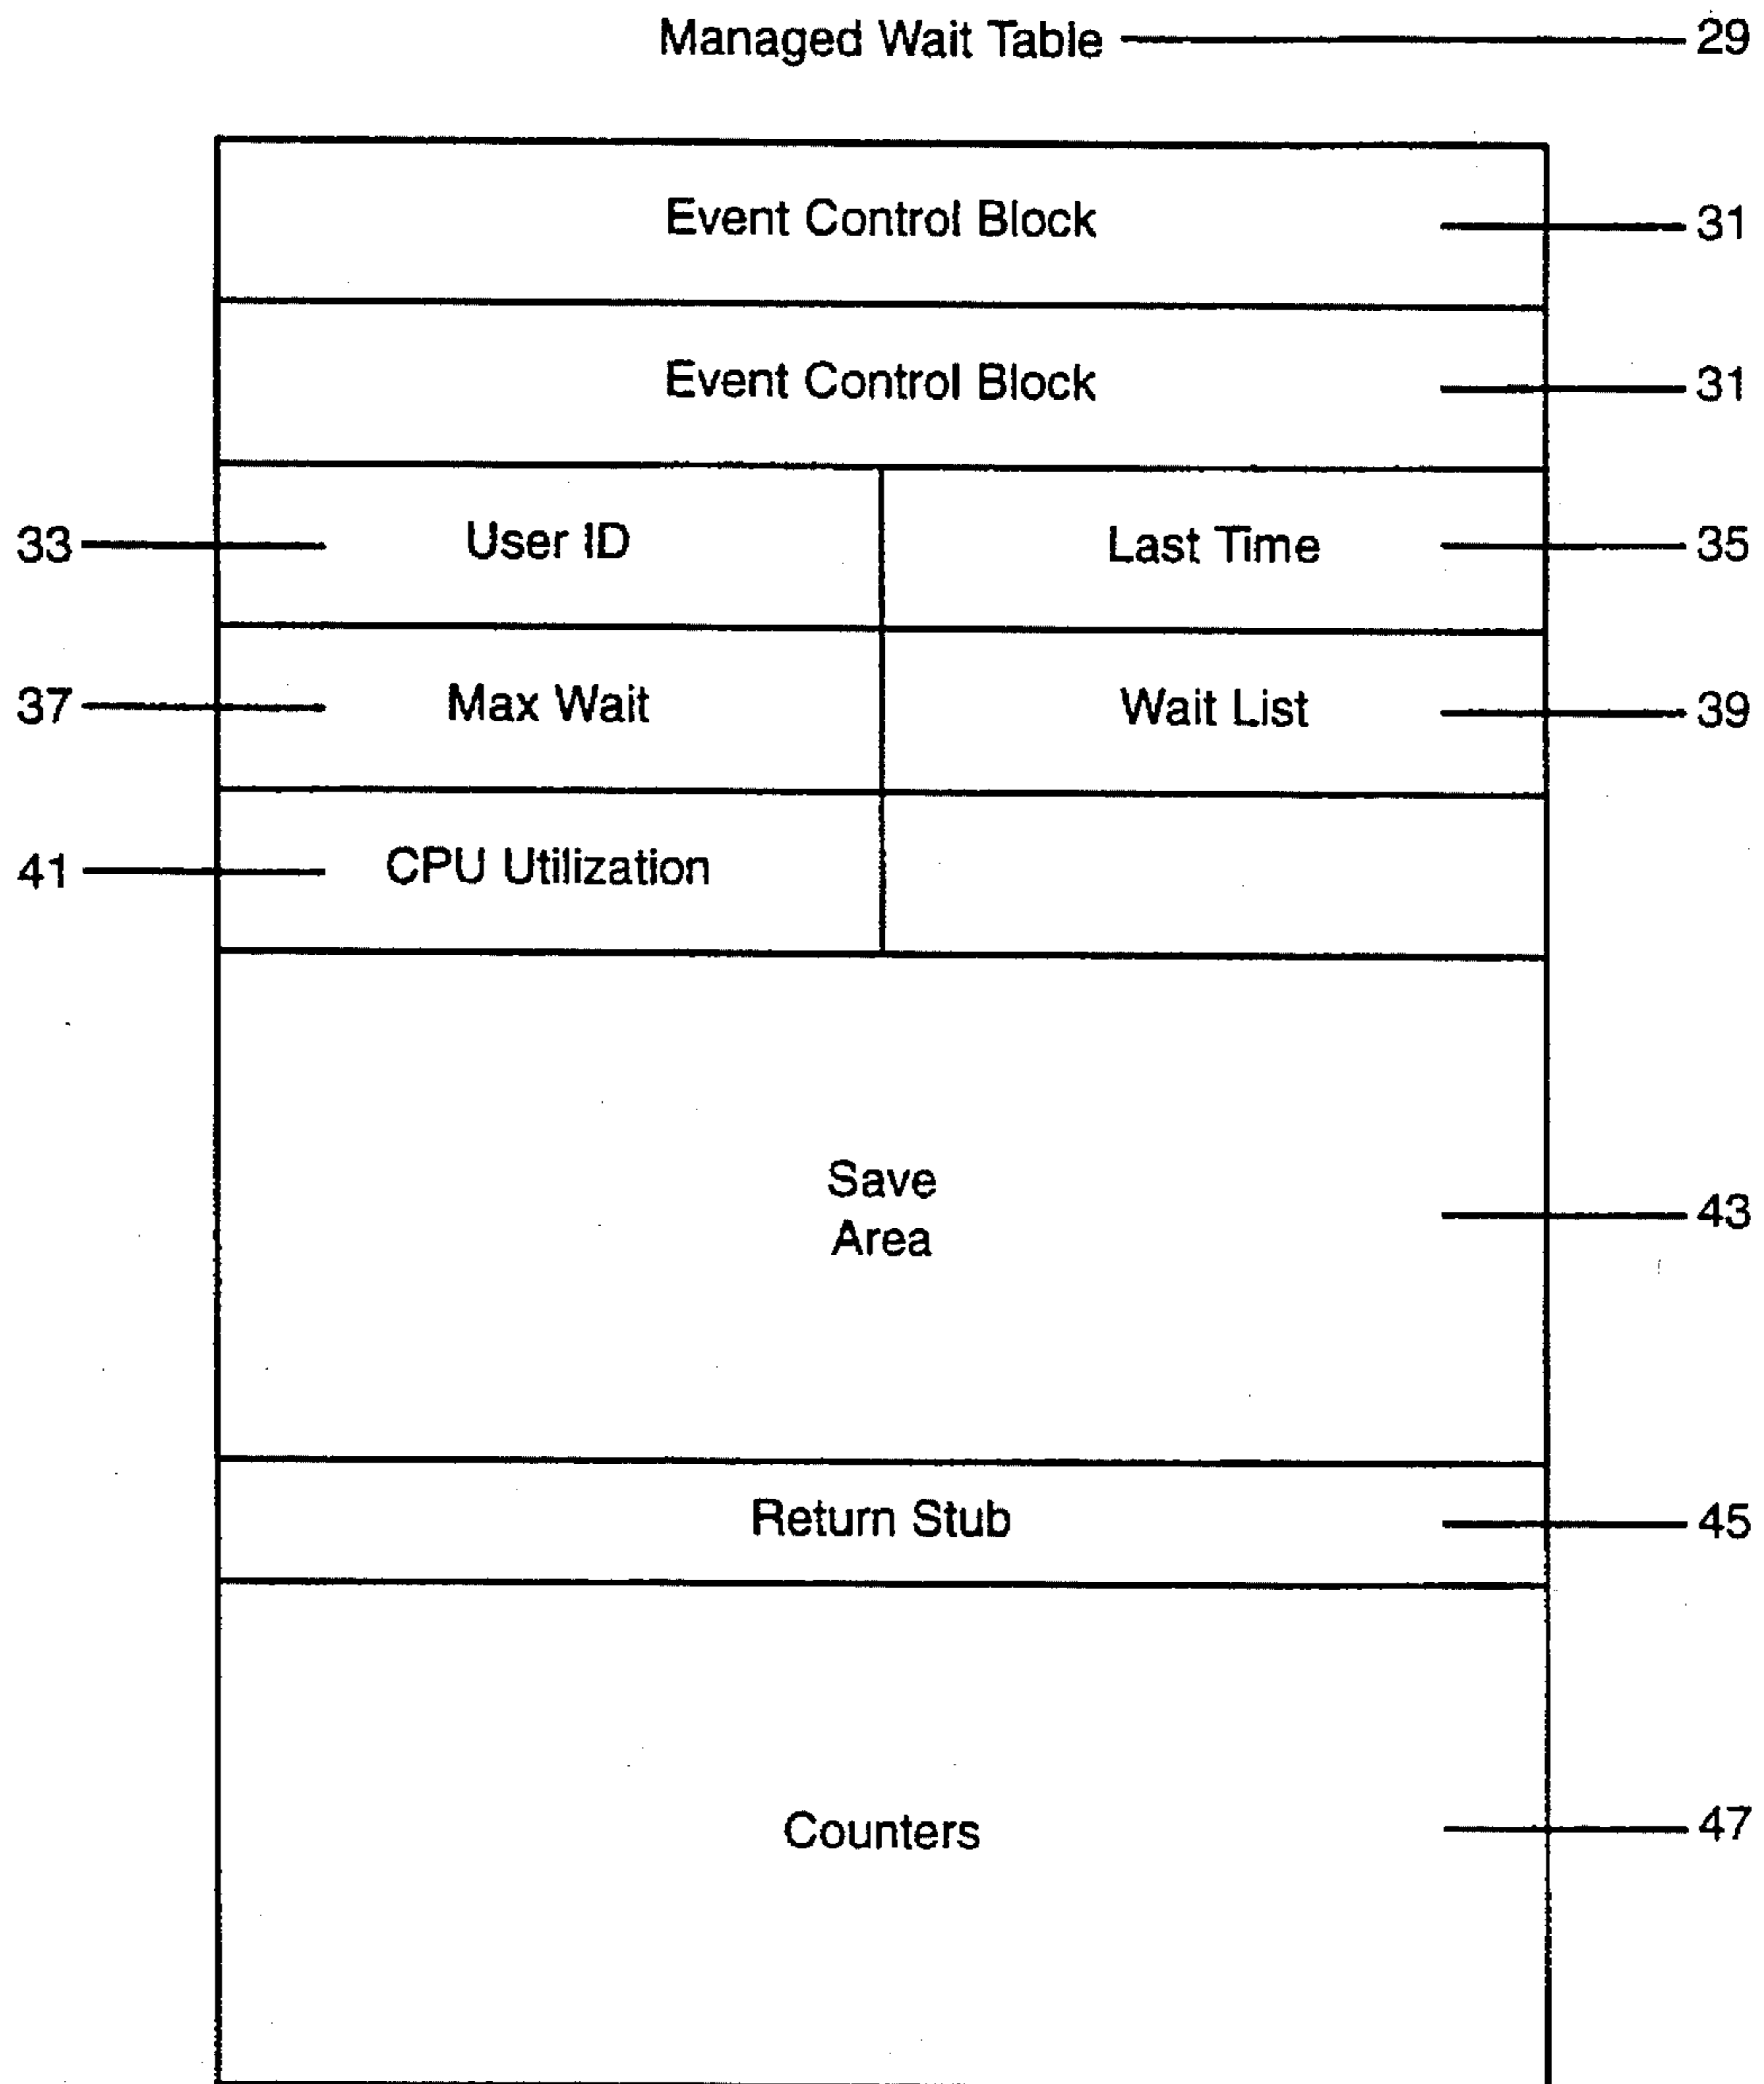 Managed Wait Table 29
Event Control Block 31
Event Control Block 31
33 User ID Last Time 35
37 Max Wait Wait List 39
41 CPU Utilization
Save
Area
43
Return Stub 45
Counters 47